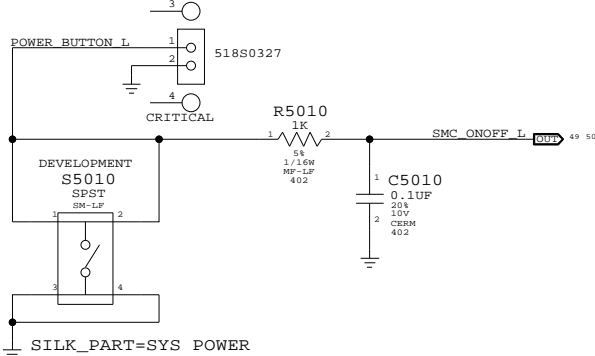 3
POWER_BUTTON_L
1
2
518S0327
4
CRITICAL
R5010
1K
1
2
5%
1/16W
MF-LF
402
SMC_ONOFF_L
OUT
49 50
DEVELOPMENT
S5010
SPST
SM-LF
1
2
3
4
1
C5010
0.1UF
20%
10V
2
CERM
402
SILK_PART=SYS POWER